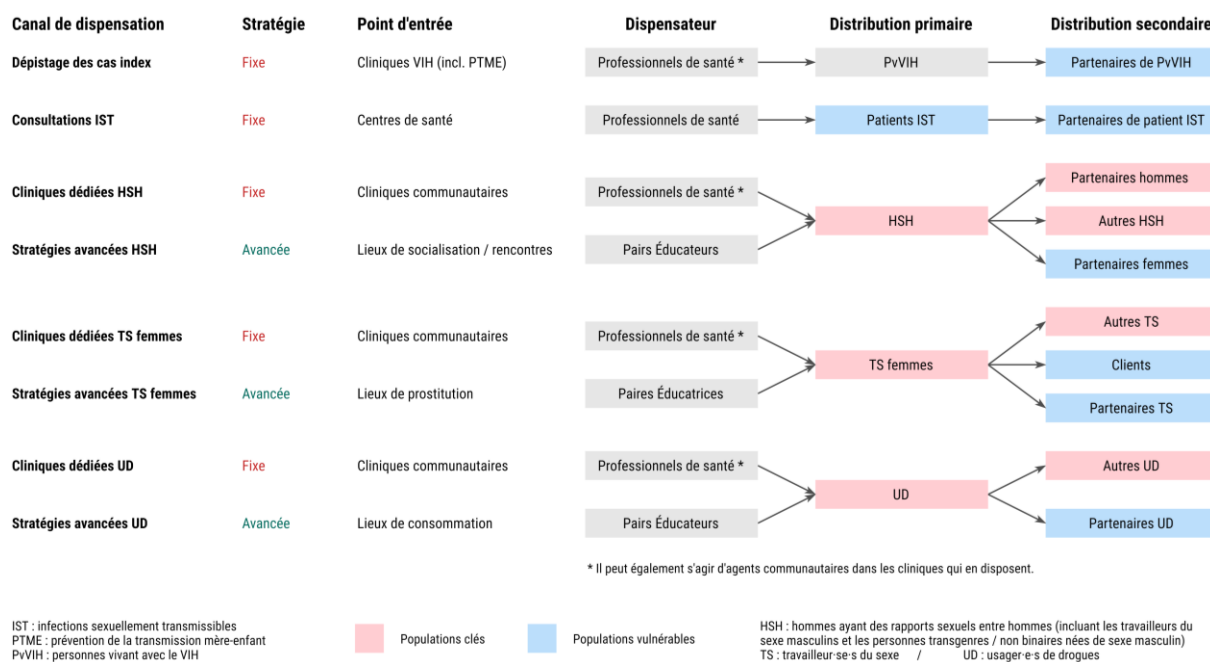 Canal de dispensation Stratégie Point d'entrée Dispensateur Distribution primaire Distribution secondaire
Dépistage des cas index Fixe Cliniques VIH (incl. PTME) Professionnels de santé * PvVIH Partenaires de PvVIH
Consultations IST Fixe Centres de santé Professionnels de santé Patients IST Partenaires de patient IST
Partenaires hommes
Cliniques dédiées HSH Fixe Cliniques communautaires Professionnels de santé *
HSH Autres HSH
Stratégies avancées HSH Avancée Lieux de socialisation / rencontres Pairs Éducateurs
Partenaires femmes
Autres TS
Cliniques dédiées TS femmes Fixe Cliniques communautaires Professionnels de santé *
TS femmes Clients
Stratégies avancées TS femmes Avancée Lieux de prostitution Paires Éducatrices
Partenaires TS
Cliniques dédiées UD Fixe Cliniques communautaires Professionnels de santé * Autres UD
UD
Stratégies avancées UD Avancée Lieux de consommation Pairs Éducateurs Partenaires UD
* Il peut également s'agir d'agents communautaires dans les cliniques qui en disposent.
IST : infections sexuellement transmissibles
PTME : prévention de la transmission mère-enfant
PvVIH : personnes vivant avec le VIH
Populations clés Populations vulnérables
HSH : hommes ayant des rapports sexuels entre hommes (incluant les travailleurs du
sexe masculins et les personnes transgenres / non binaires nées de sexe masculin)
TS : travailleur·se·s du sexe / UD : usager·e·s de drogues